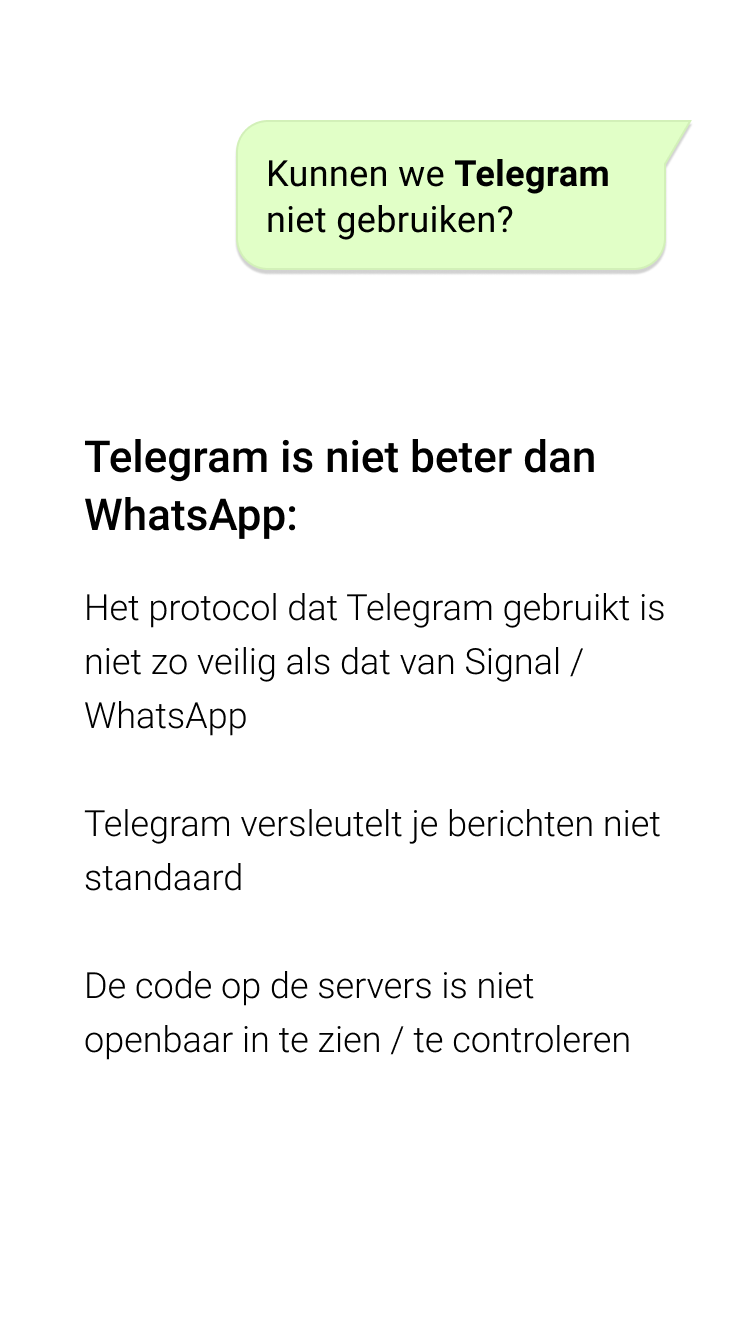 Kunnen we Telegram
niet gebruiken?
Telegram is niet beter dan
WhatsApp:
Het protocol dat Telegram gebruikt is
niet zo veilig als dat van Signal /
WhatsApp
Telegram versleutelt je berichten niet
standaard
De code op de servers is niet
openbaar in te zien / te controleren